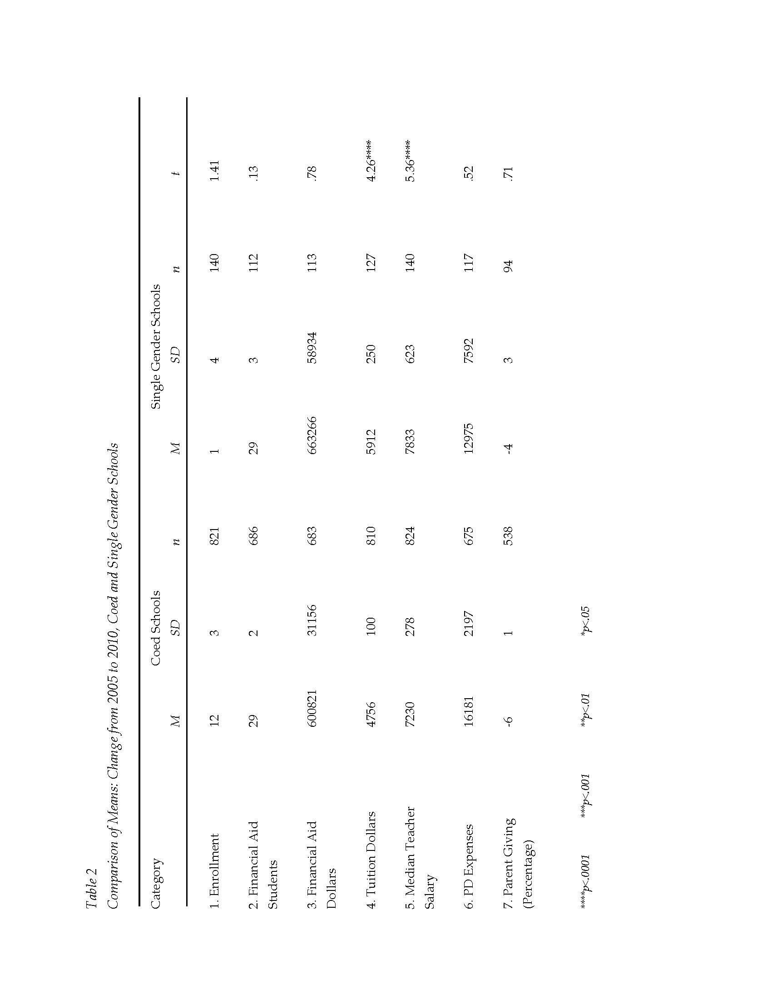 Table 2
Comparison of Means: Change from 2005 to 2010, Coed and Single Gender Schools
Category Coed Schools Single Gender Schools
M SD n M SD n t
1. Enrollment 12 3 821 1 4 140 1.41
2. Financial Aid 29 2 686 29 3 112 .13
Students
3. Financial Aid 600821 31156 683 663266 58934 113 .78
Dollars
4. Tuition Dollars 4756 100 810 5912 250 127 4.26****
5. Median Teacher 7230 278 824 7833 623 140 5.36****
Salary
6. PD Expenses 16181 2197 675 12975 7592 117 .52
7. Parent Giving -6 1 538 -4 3 94 .71
(Percentage)
****p<.0001 ***p<.001 **p<.01 *p<.05